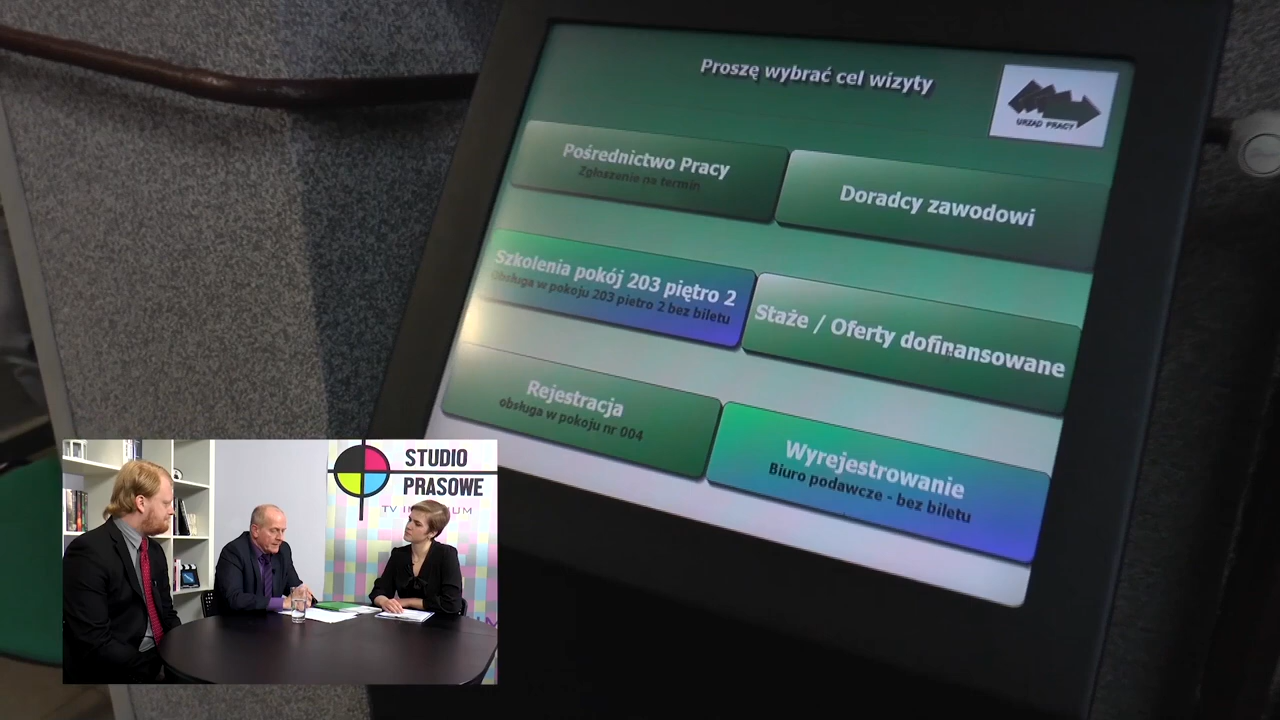 Proszę wybrać cel wizyty
URZĄD PRACY
Pośrednictwo Pracy
Zgłoszenie na termin
Doradcy zawodowi
Szkolenia pokój 203 piętro 2
Obsługa w pokoju 203 pietro 2 bez biletu
Staże / Oferty dofinansowane
Rejestracja
obsługa w pokoju nr 004
Wyrejestrowanie
Biuro podawcze - bez biletu
STUDIO
PRASOWE
TV